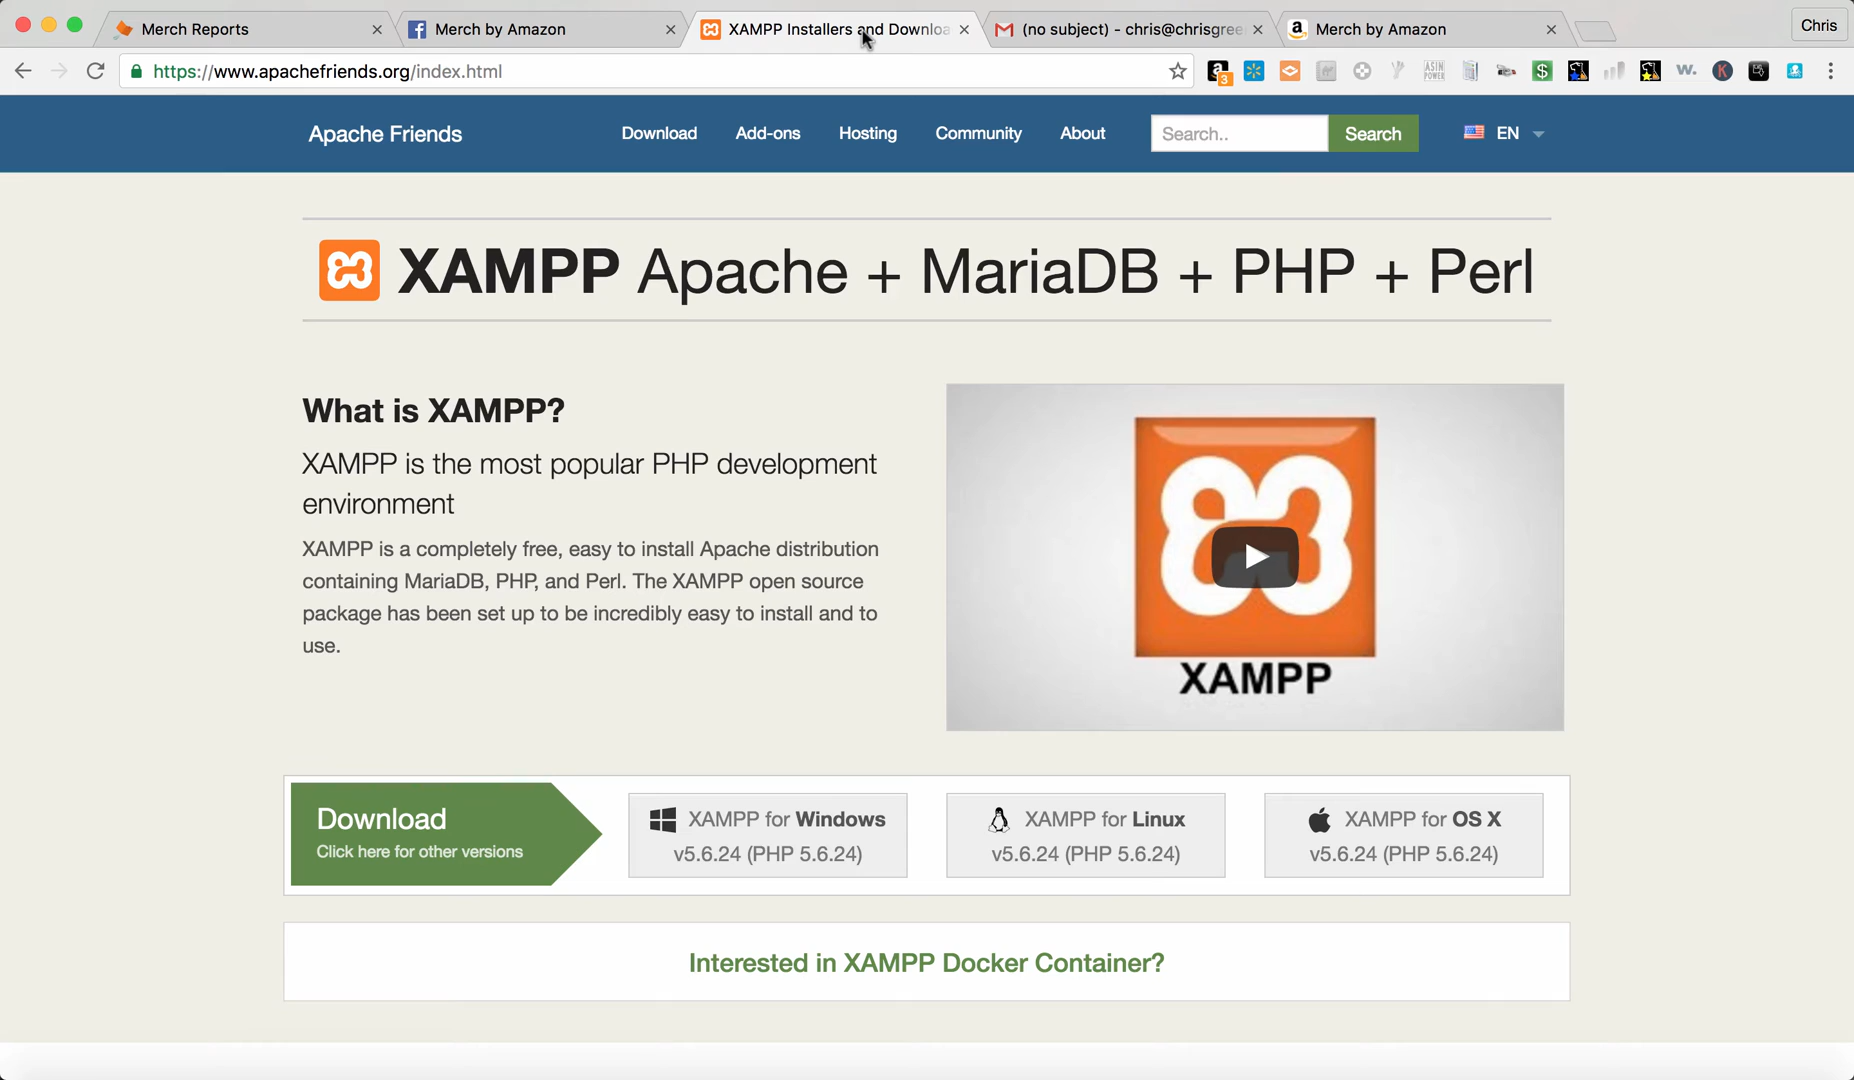 Merch Reports
Merch by Amazon
XAMPP Installers and Downloa
(no subject) - chris@chrisgree
Merch by Amazon
Chris
https://www.apachefriends.org/index.html
3
ASIN
POWER
$
W.
K
Apache Friends
Download
Add-ons
Hosting
Community
About
Search..
Search
EN
XAMPP Apache + MariaDB + PHP + Perl
What is XAMPP?
XAMPP is the most popular PHP development
environment
XAMPP is a completely free, easy to install Apache distribution
containing MariaDB, PHP, and Perl. The XAMPP open source
package has been set up to be incredibly easy to install and to
use.
XAMPP
Download
Click here for other versions
XAMPP for Windows
v5.6.24 (PHP 5.6.24)
XAMPP for Linux
v5.6.24 (PHP 5.6.24)
XAMPP for OS X
v5.6.24 (PHP 5.6.24)
Interested in XAMPP Docker Container?